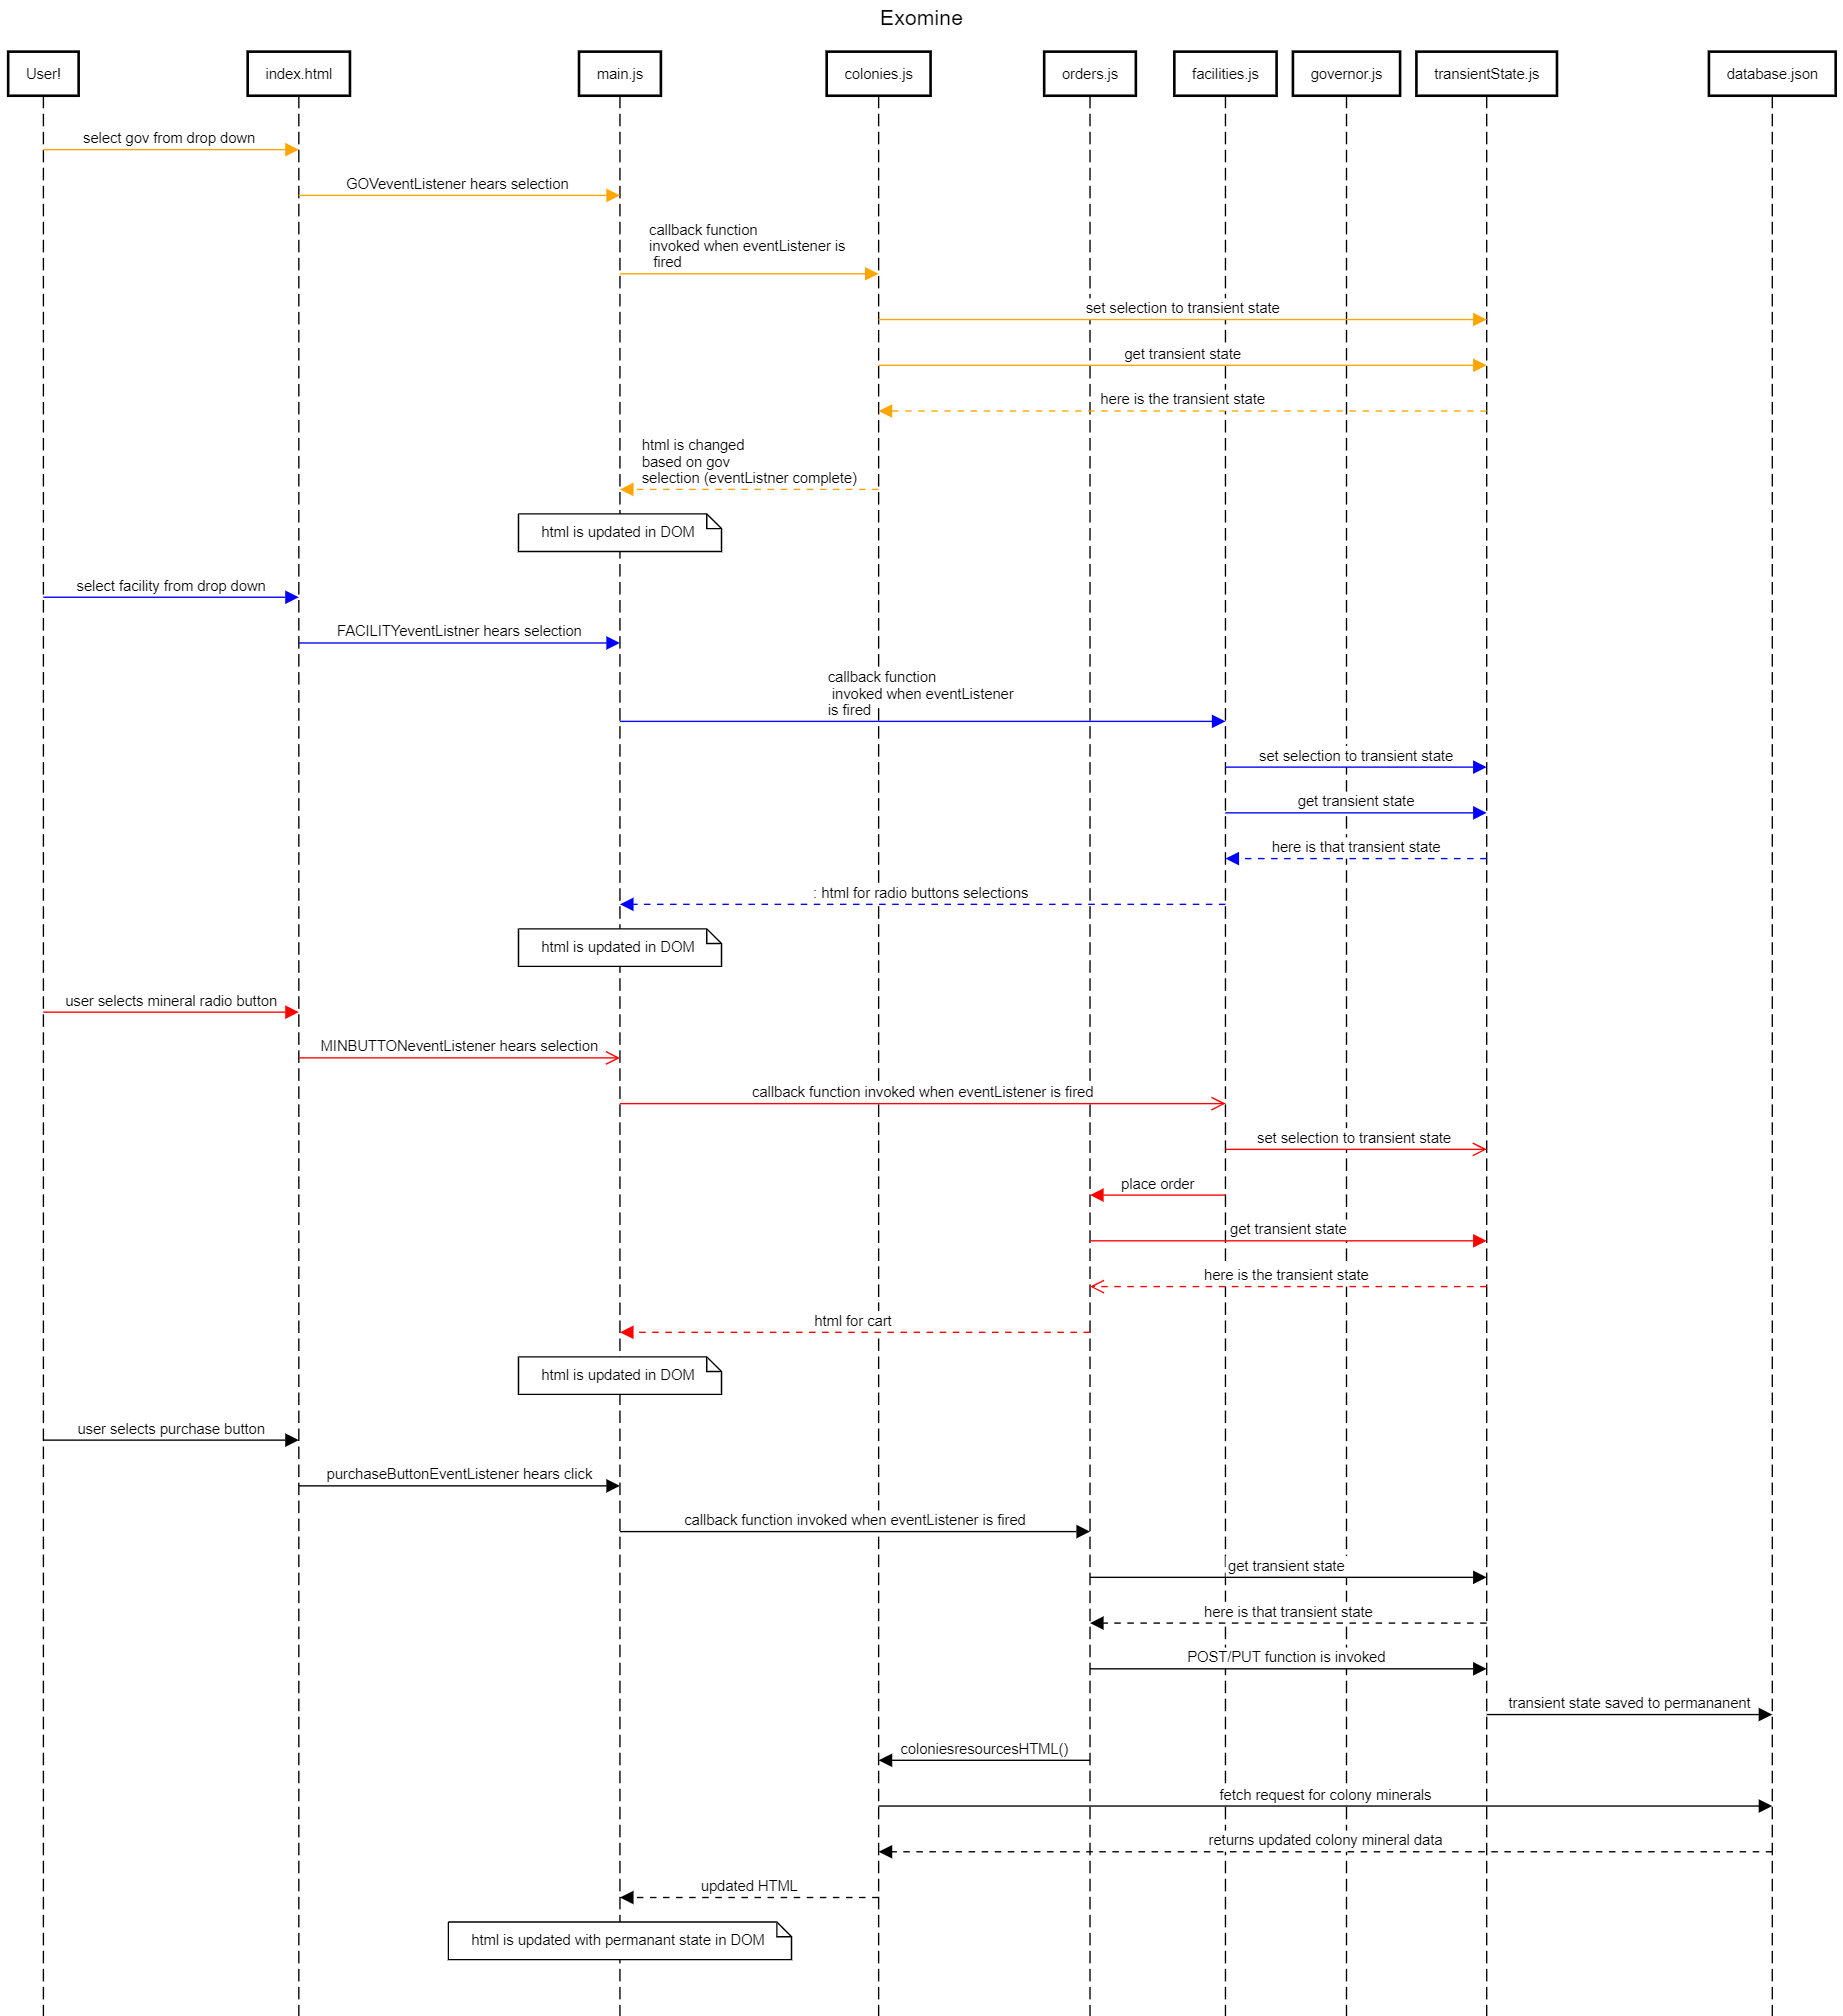 Exomine
User!
index.html
main.js
colonies.js
orders.js
facilities.js
governor.js
transientState.js
database.json
select gov from drop down
GOVeventListener hears selection
callback function
invoked when eventListener is
fired
set selection to transient state
get transient state
here is the transient state
html is changed
based on gov
selection (eventListner complete)
html is updated in DOM
select facility from drop down
FACILITYeventListner hears selection
callback function
invoked when eventListener
is fired
set selection to transient state
get transient state
here is that transient state
: html for radio buttons selections
html is updated in DOM
user selects mineral radio button
MINBUTTONeventListener hears selection
callback function invoked when eventListener is fired
set selection to transient state
place order
get transient state
here is the transient state
html for cart
html is updated in DOM
user selects purchase button
purchaseButtonEventListener hears click
callback function invoked when eventListener is fired
get transient state
here is that transient state
POST/PUT function is invoked
transient state saved to permananent
coloniesresourcesHTML()
fetch request for colony minerals
returns updated colony mineral data
updated HTML
html is updated with permanant state in DOM